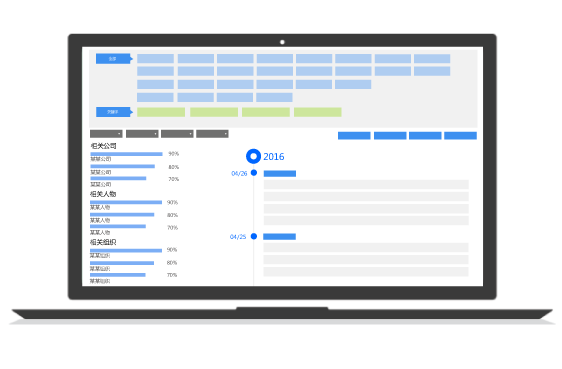 相关公司
90%
某某公司
80%
某某公司
70%
某某公司
相关人物
90%
某某人物
80%
某某人物
70%
某某人物
相关组织
90%
某某组织
80%
某某组织
70%
某某组织
2016
04/26
04/25